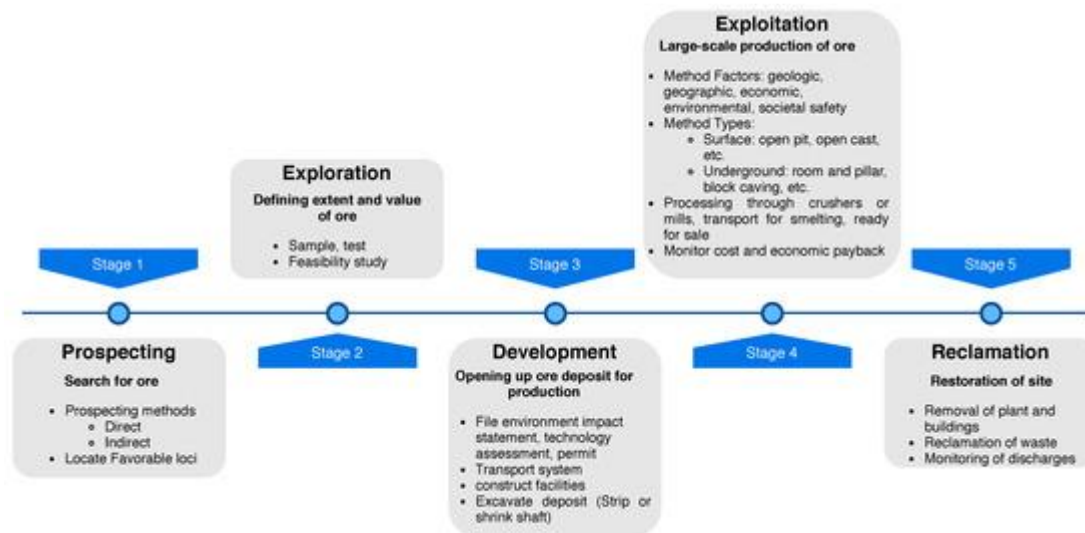 Exploitation
Large-scale production of ore
• Method Factors: geologic,
geographic, economic,
environmental, societal safety
• Method Types:
○ Surface: open pit, open cast,
etc.
○ Underground: room and pillar,
block caving, etc.
• Processing through crushers or
mills, transport for smelting, ready
for sale
• Monitor cost and economic payback
Exploration
Defining extent and value
of ore
• Sample, test
• Feasibility study
Stage 1
Stage 3
Stage 5
Stage 2
Stage 4
Prospecting
Search for ore
• Prospecting methods
○ Direct
○ Indirect
• Locate Favorable loci
Development
Opening up ore deposit for
production
• File environment impact
statement, technology
assessment, permit
• Transport system
• construct facilities
• Excavate deposit (Strip or
shrink shaft)
Reclamation
Restoration of site
• Removal of plant and
buildings
• Reclamation of waste
• Monitoring of discharges